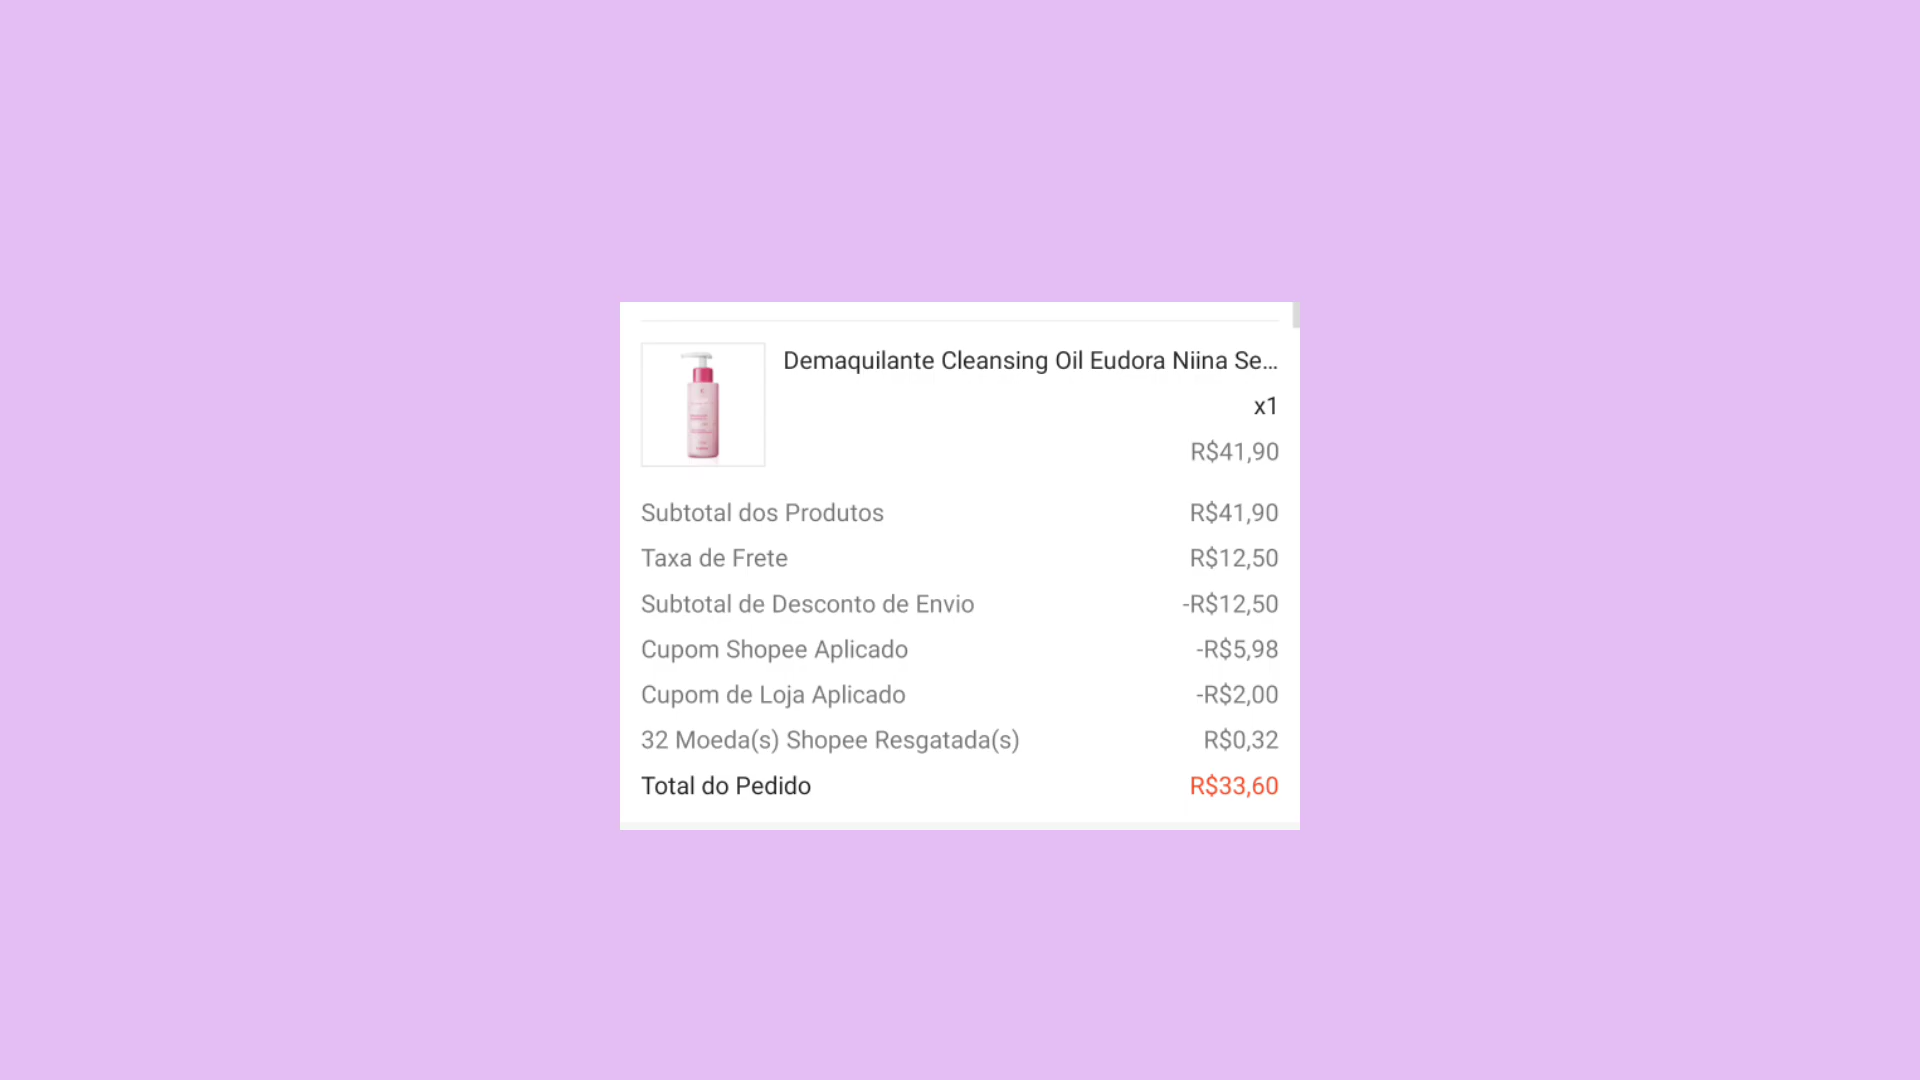 Demaquilante Cleansing Oil Eudora Niina Se...
x1
R$41,90
Subtotal dos Produtos R$41,90
Taxa de Frete R$12,50
Subtotal de Desconto de Envio -R$12,50
Cupom Shopee Aplicado -R$5,98
Cupom de Loja Aplicado -R$2,00
32 Moeda(s) Shopee Resgatada(s) R$0,32
Total do Pedido R$33,60